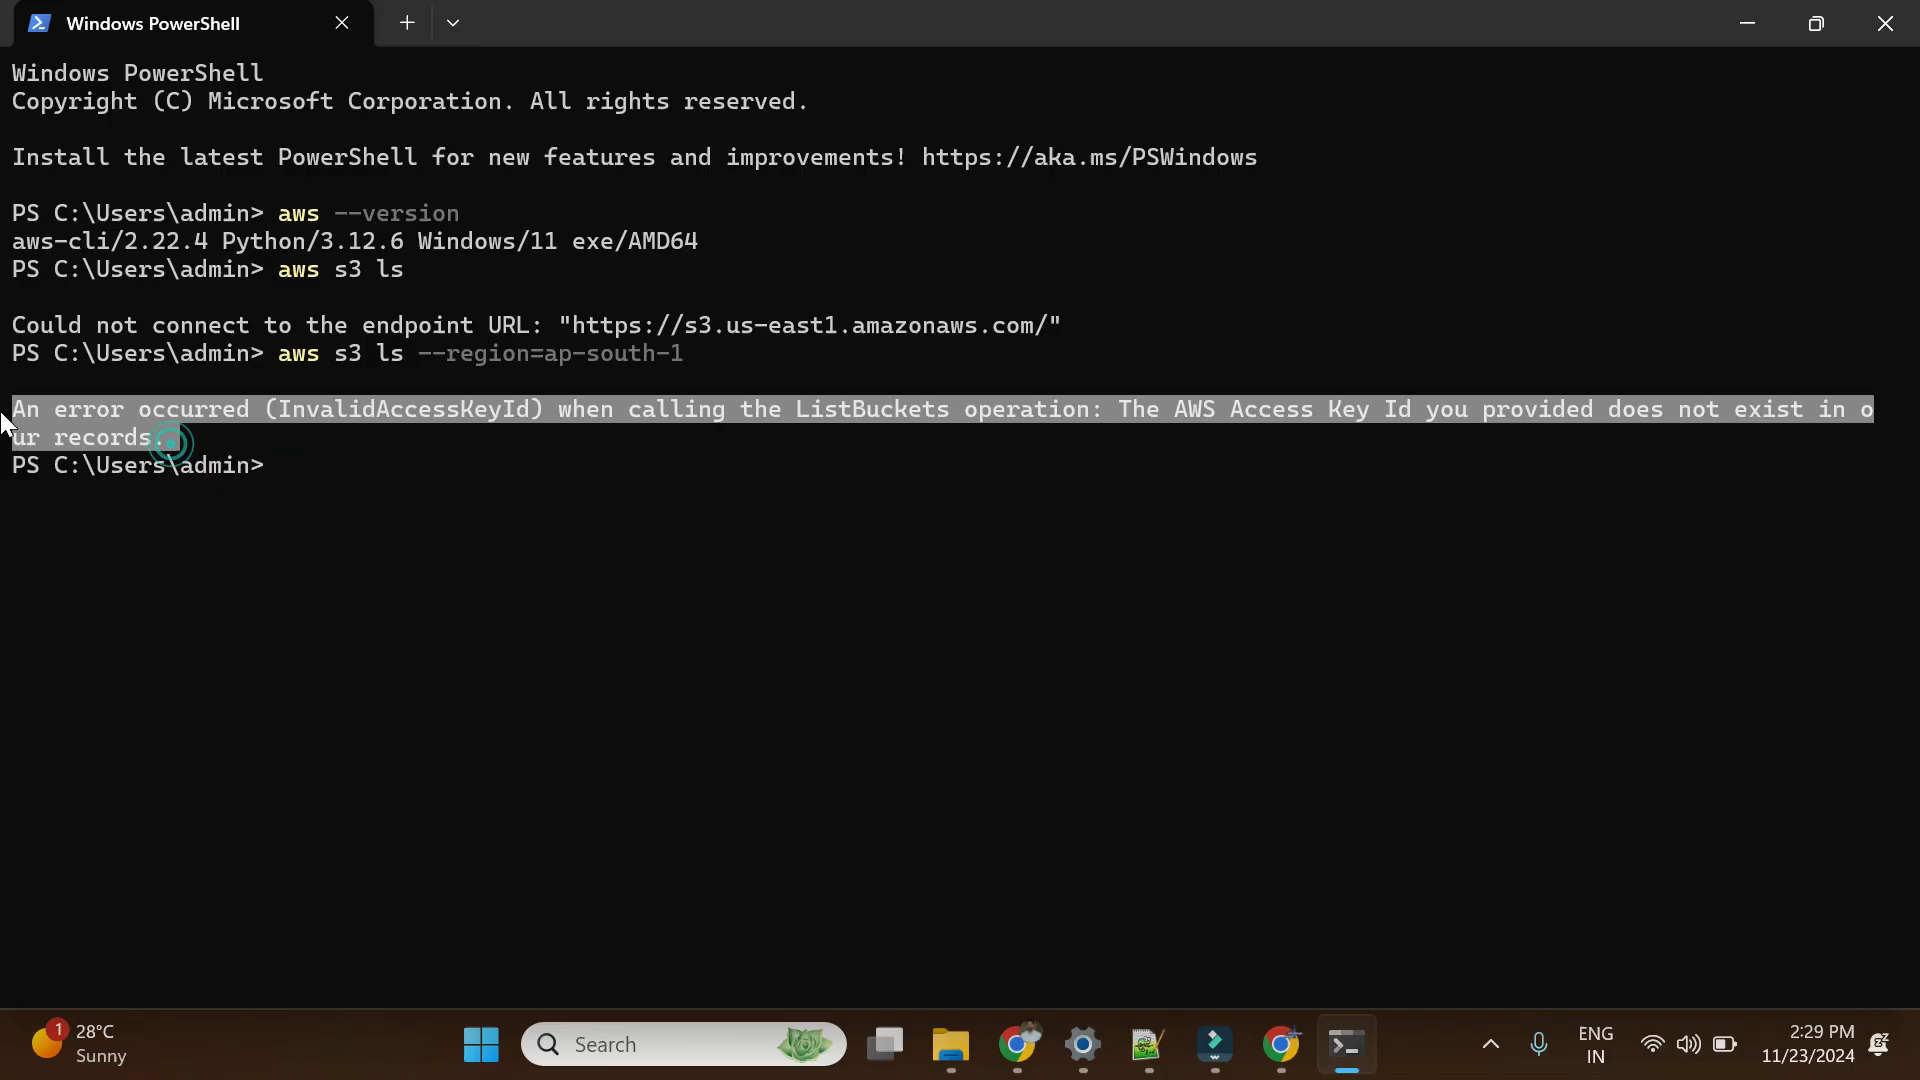 Windows PowerShell
Windows PowerShell
Copyright (C) Microsoft Corporation. All rights reserved.
Install the latest PowerShell for new features and improvements! https://aka.ms/PSWindows
PS C:\Users\admin> aws --version
aws-cli/2.22.4 Python/3.12.6 Windows/11 exe/AMD64
PS C:\Users\admin> aws s3 ls
Could not connect to the endpoint URL: "https://s3.us-east1.amazonaws.com/"
PS C:\Users\admin> aws s3 ls --region=ap-south-1
An error occurred (InvalidAccessKeyId) when calling the ListBuckets operation: The AWS Access Key Id you provided does not exist in o
ur records.
PS C:\Users\admin>
1
28°C
Sunny
Search
ENG
IN
2:29 PM
11/23/2024